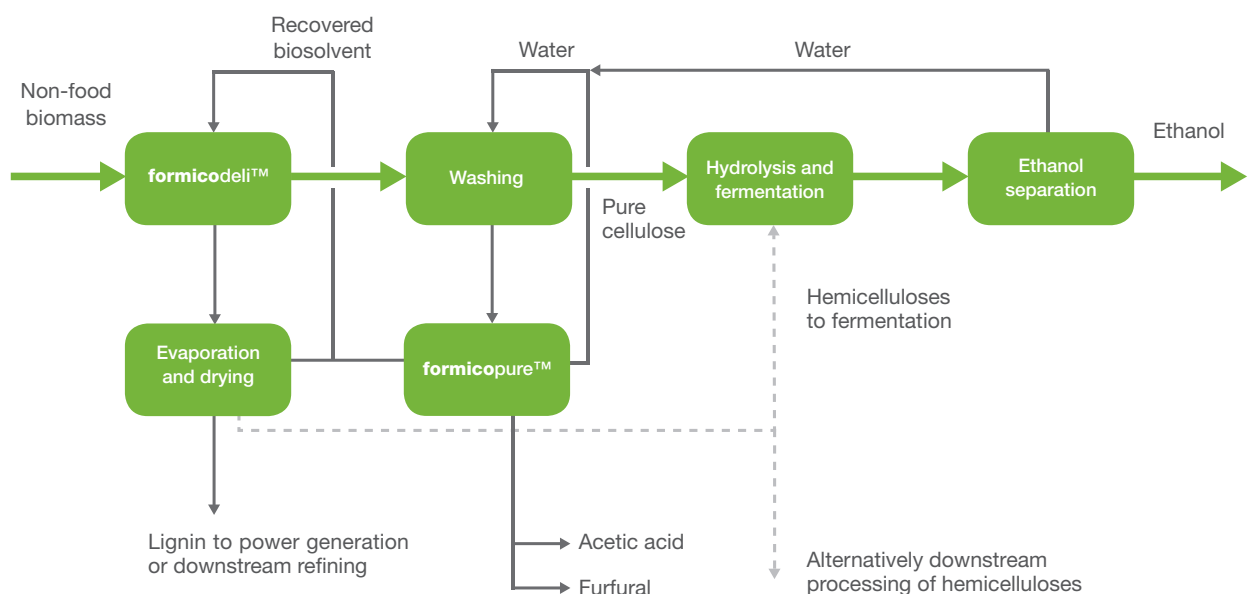 Recovered
biosolvent
Water
Water
Non-food
biomass
Ethanol
formicodeli™
Washing
Hydrolysis and
fermentation
Ethanol
separation
Pure
cellulose
Hemicelluloses
to fermentation
Evaporation
and drying
formicopure™
Lignin to power generation
or downstream refining
Acetic acid
Furfural
Alternatively downstream
processing of hemicelluloses